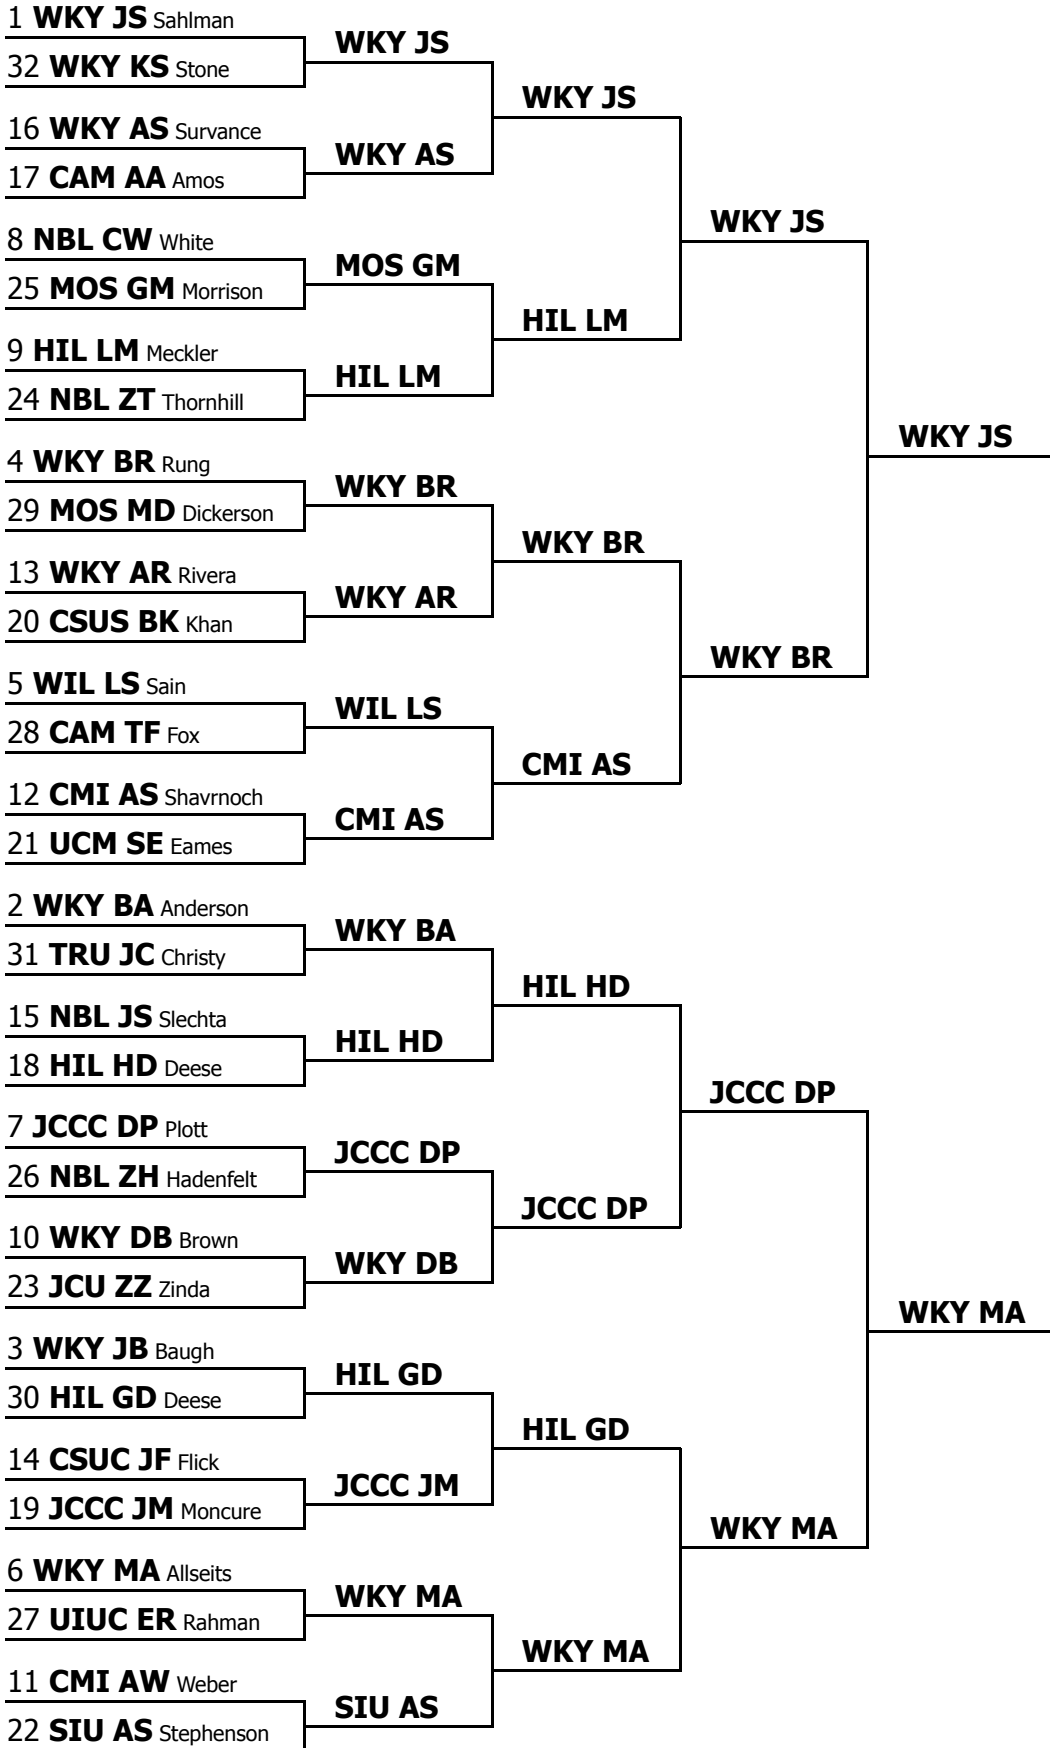 1 WKY JS Sahlman
32 WKY KS Stone
16 WKY AS Survance
17 CAM AA Amos
8 NBL CW White
25 MOS GM Morrison
9 HIL LM Meckler
24 NBL ZT Thornhill
4 WKY BR Rung
29 MOS MD Dickerson
13 WKY AR Rivera
20 CSUS BK Khan
5 WIL LS Sain
28 CAM TF Fox
12 CMI AS Shavrnoch
21 UCM SE Eames
2 WKY BA Anderson
31 TRU JC Christy
15 NBL JS Slechta
18 HIL HD Deese
7 JCCC DP Plott
26 NBL ZH Hadenfelt
10 WKY DB Brown
23 JCU ZZ Zinda
3 WKY JB Baugh
30 HIL GD Deese
14 CSUC JF Flick
19 JCCC JM Moncure
6 WKY MA Allseits
27 UIUC ER Rahman
11 CMI AW Weber
22 SIU AS Stephenson
WKY JS
WKY AS
MOS GM
HIL LM
WKY BR
WKY AR
WIL LS
CMI AS
WKY BA
HIL HD
JCCC DP
WKY DB
HIL GD
JCCC JM
WKY MA
SIU AS
WKY JS
HIL LM
WKY BR
CMI AS
HIL HD
JCCC DP
HIL GD
WKY MA
WKY JS
WKY BR
JCCC DP
WKY MA
WKY JS
WKY MA